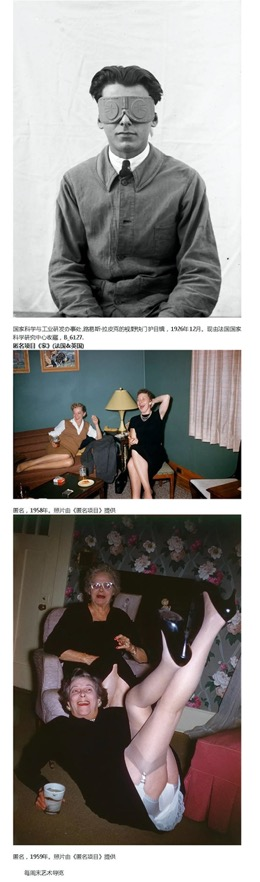 国家科学与工业研发办事处,路易斯·拉皮克的视野快门护目镜，1926年12月。现由法国国家
科学研究中心收藏，B_6127.
匿名项目《家》(法国&英国)
匿名，1958年。照片由《匿名项目》提供
匿名，1959年。照片由《匿名项目》提供
每周末艺术导览